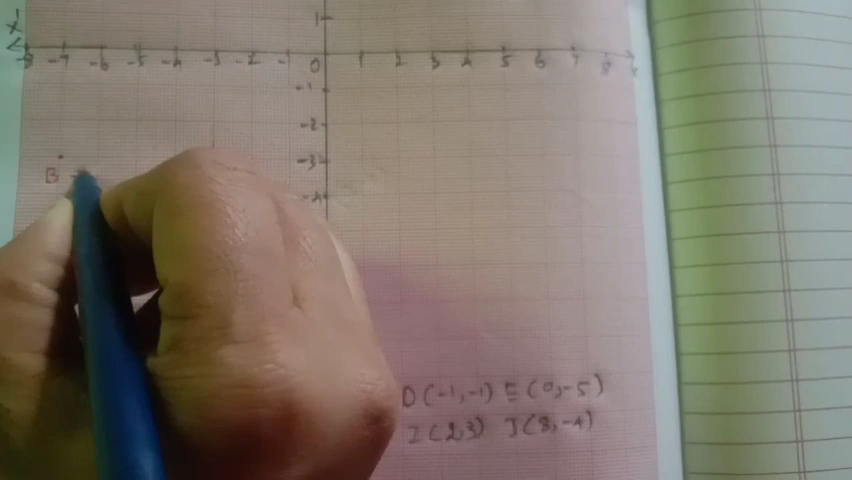 1
X'
-8 -7 -6 -5 -4 -3 -2 -1 0 1 2 3 4 5 6 7 8
-1
-2
B
-3
-4
D(-1,-1) E(0,-5)
I(2,3) J(8,-4)